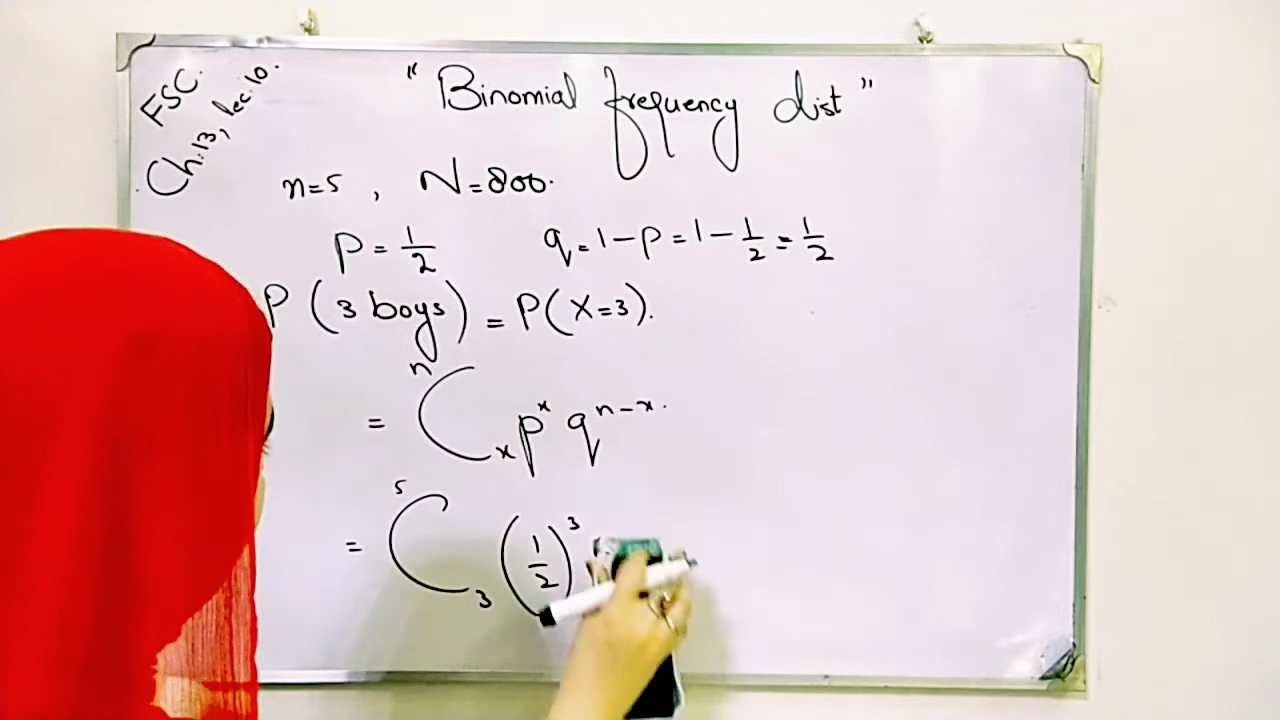 FSC.
Ch.13, lec.10.
"Binomial frequency dist"
n=5, N=800.
p = 1/2 q = 1 - p = 1 - 1/2 = 1/2
P (3 boys) = P(X=3).
= ⁿCₓ pˣ qⁿ⁻ˣ.
= ⁵C₃ (1/2)³